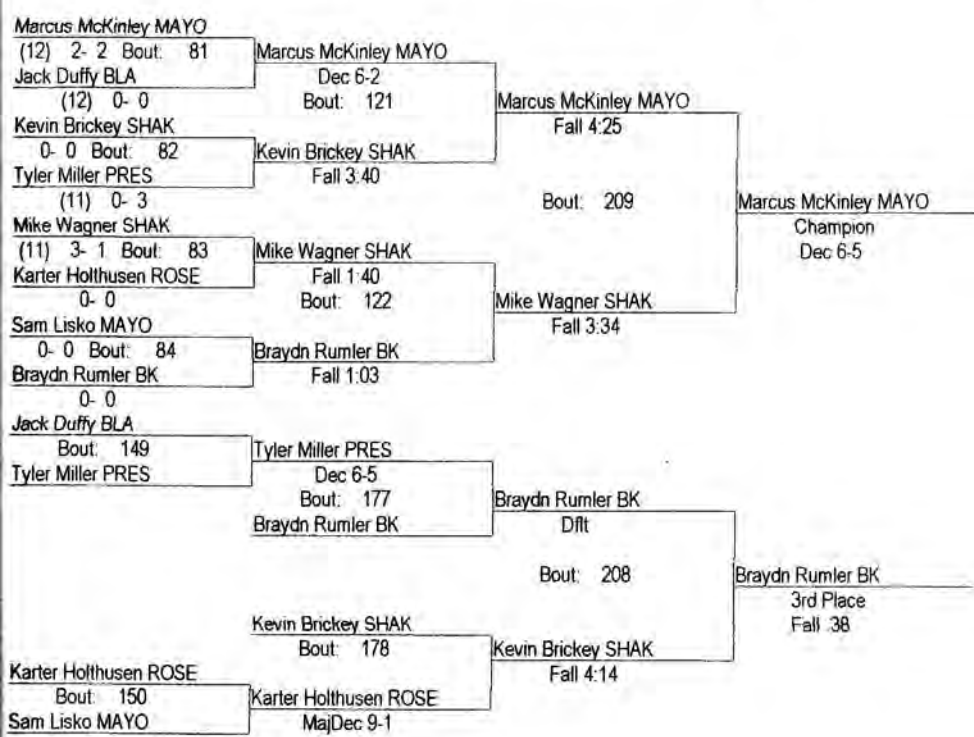 Marcus McKinley MAYO
(12) 2- 2 Bout: 81
Jack Duffy BLA
(12) 0- 0
Kevin Brickey SHAK
0- 0 Bout: 82
Tyler Miller PRES
(11) 0- 3
Mike Wagner SHAK
(11) 3- 1 Bout: 83
Karter Holthusen ROSE
0- 0
Sam Lisko MAYO
0- 0 Bout: 84
Braydn Rumler BK
0- 0
Marcus McKinley MAYO
Dec 6-2
Bout: 121
Kevin Brickey SHAK
Fall 3:40
Mike Wagner SHAK
Fall 1:40
Bout: 122
Braydn Rumler BK
Fall 1:03
Marcus McKinley MAYO
Fall 4:25
Bout: 209
Mike Wagner SHAK
Fall 3:34
Marcus McKinley MAYO
Champion
Dec 6-5
Jack Duffy BLA
Bout: 149
Tyler Miller PRES
Tyler Miller PRES
Dec 6-5
Bout: 177
Braydn Rumler BK
Braydn Rumler BK
Dflt
Bout: 208
Kevin Brickey SHAK
Bout: 178
Karter Holthusen ROSE
Bout: 150
Sam Lisko MAYO
Karter Holthusen ROSE
MajDec 9-1
Kevin Brickey SHAK
Fall 4:14
Braydn Rumler BK
3rd Place
Fall :38